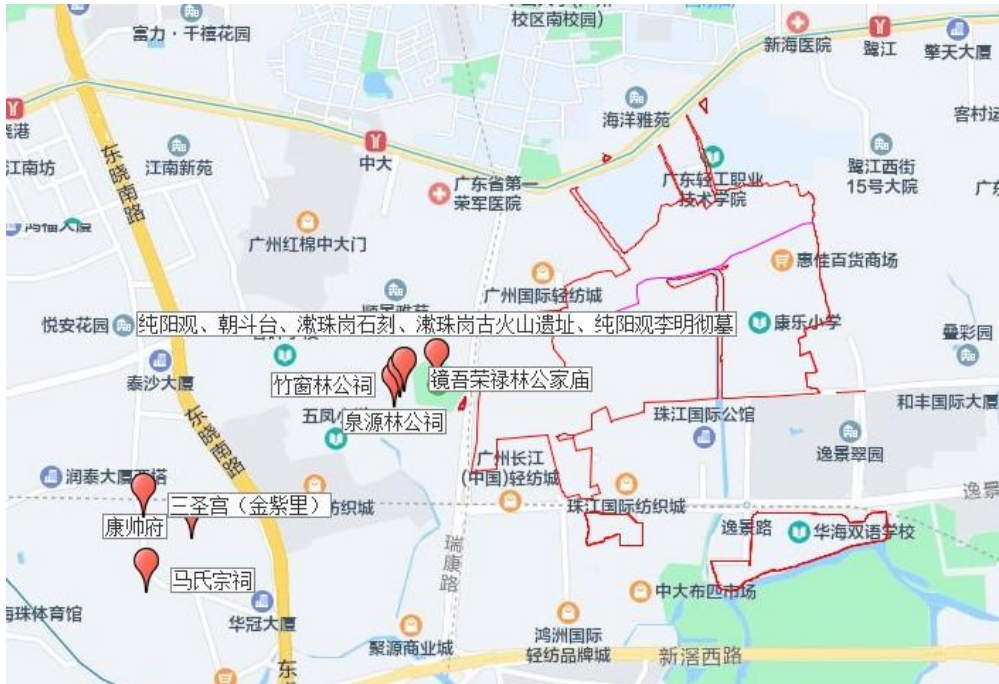 校区南校园)
富力·千禧花园
新海医院
鹭江
擎天大厦
海洋雅苑
客村运
江南坊
江南新苑
中大
广东省第一
荣军医院
广东轻工职业
技术学院
鹭江西街
15号大院
东晓南路
广州红棉中大门
惠佳百货商场
广州国际轻纺城
悦安花园
纯阳观、朝斗台、漱珠岗石刻、漱珠岗古火山遗址、纯阳观李明彻墓
康乐小学
叠彩园
泰沙大厦
竹窗林公祠
镜吾荣禄林公家庙
泉源林公祠
珠江国际公馆
和丰国际大厦
东晓南路
广州长江
(中国)轻纺城
逸景翠园
三圣宫（金紫里）
纺织城
珠江国际纺织城
康帅府
逸景路
华海双语学校
瑞康路
马氏宗祠
中大布匹市场
海珠体育馆
华冠大厦
聚源商业城
鸿洲国际
轻纺品牌城
新滘西路
东